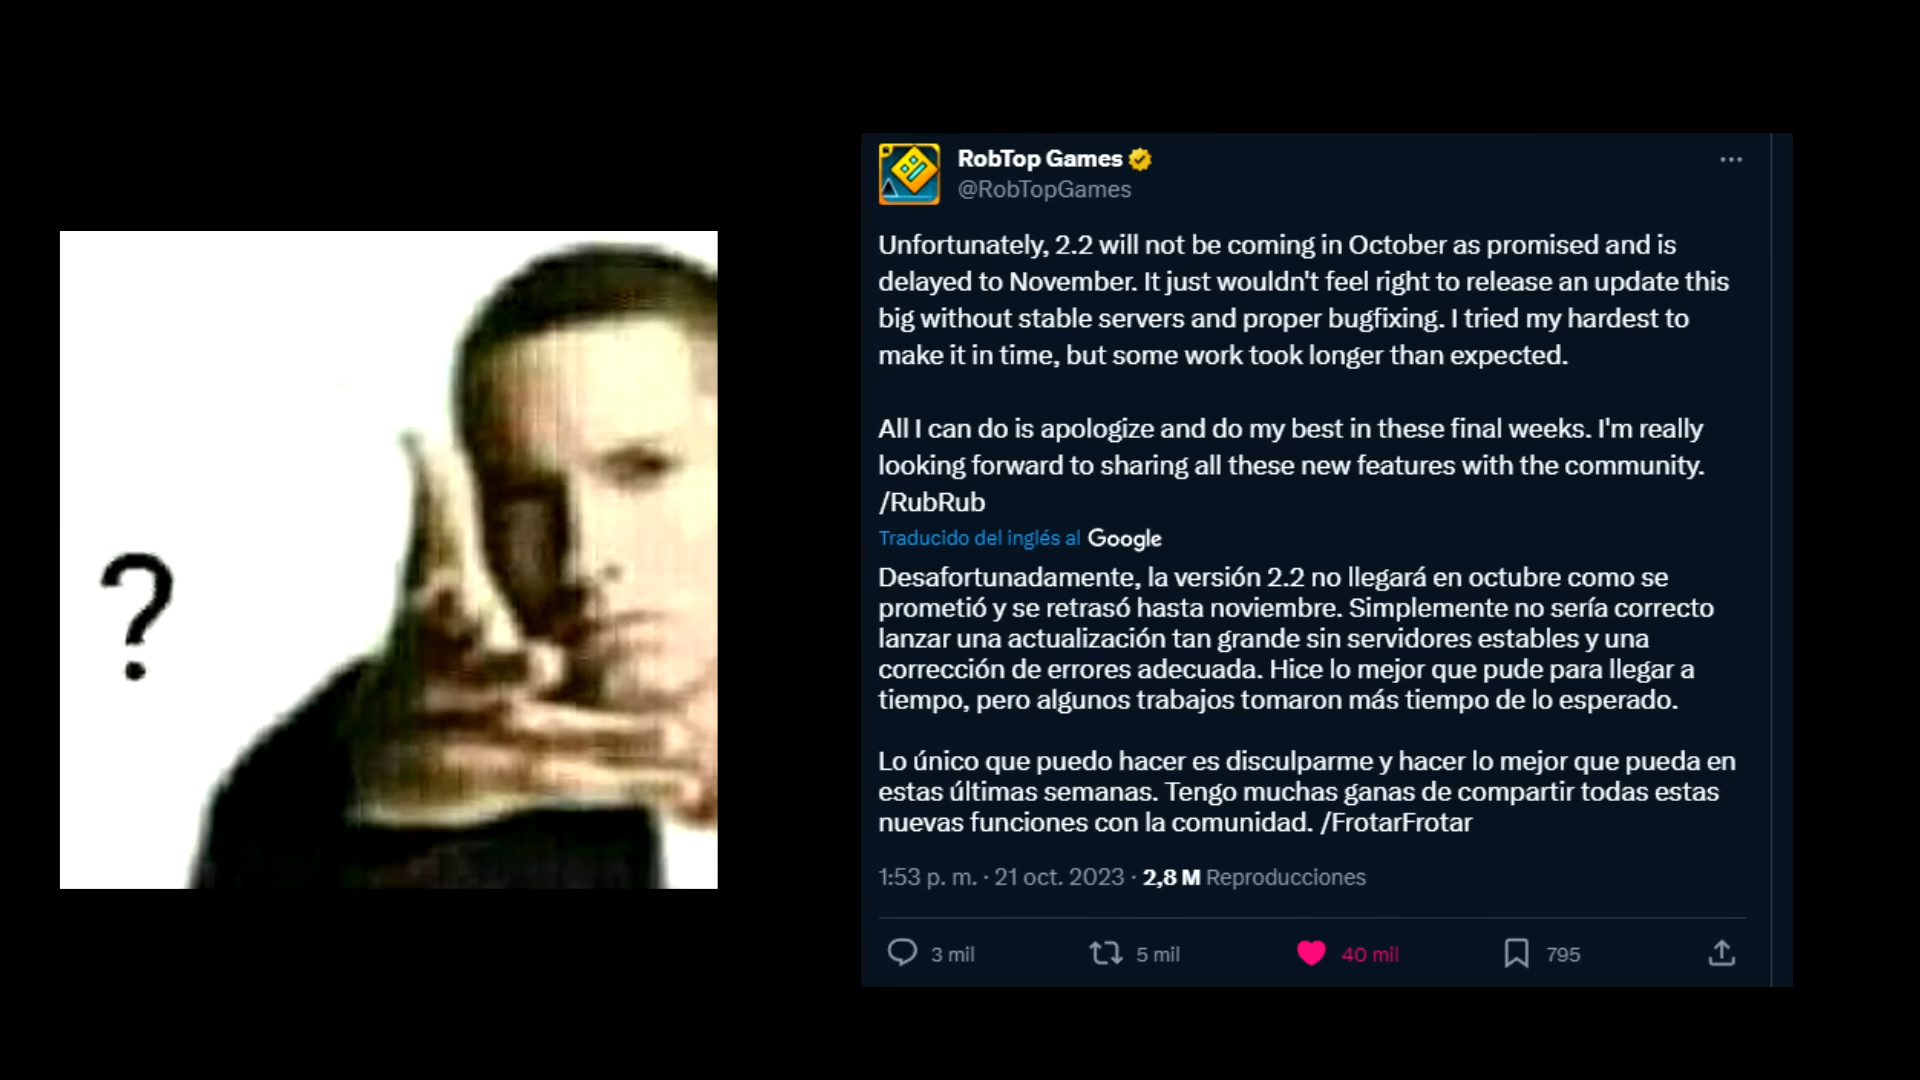 ?
RobTop Games
@RobTopGames
Unfortunately, 2.2 will not be coming in October as promised and is
delayed to November. It just wouldn't feel right to release an update this
big without stable servers and proper bugfixing. I tried my hardest to
make it in time, but some work took longer than expected.
All I can do is apologize and do my best in these final weeks. I'm really
looking forward to sharing all these new features with the community.
/RubRub
Traducido del inglés al Google
Desafortunadamente, la versión 2.2 no llegará en octubre como se
prometió y se retrasó hasta noviembre. Simplemente no sería correcto
lanzar una actualización tan grande sin servidores estables y una
corrección de errores adecuada. Hice lo mejor que pude para llegar a
tiempo, pero algunos trabajos tomaron más tiempo de lo esperado.
Lo único que puedo hacer es disculparme y hacer lo mejor que pueda en
estas últimas semanas. Tengo muchas ganas de compartir todas estas
nuevas funciones con la comunidad. /FrotarFrotar
1:53 p. m. · 21 oct. 2023 · 2,8 M Reproducciones
3 mil 5 mil 40 mil 795